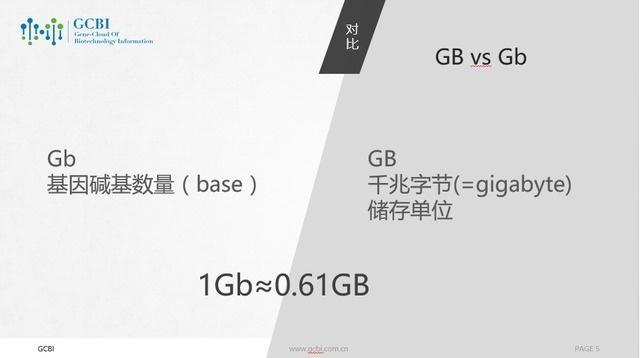 GCBI
Gene-Cloud Of
Biotechnology Information
对
比
GB vs Gb
Gb
基因碱基数量（base）
GB
千兆字节(=gigabyte)
储存单位
1Gb≈0.61GB
GCBI
www.gcbi.com.cn
PAGE 5